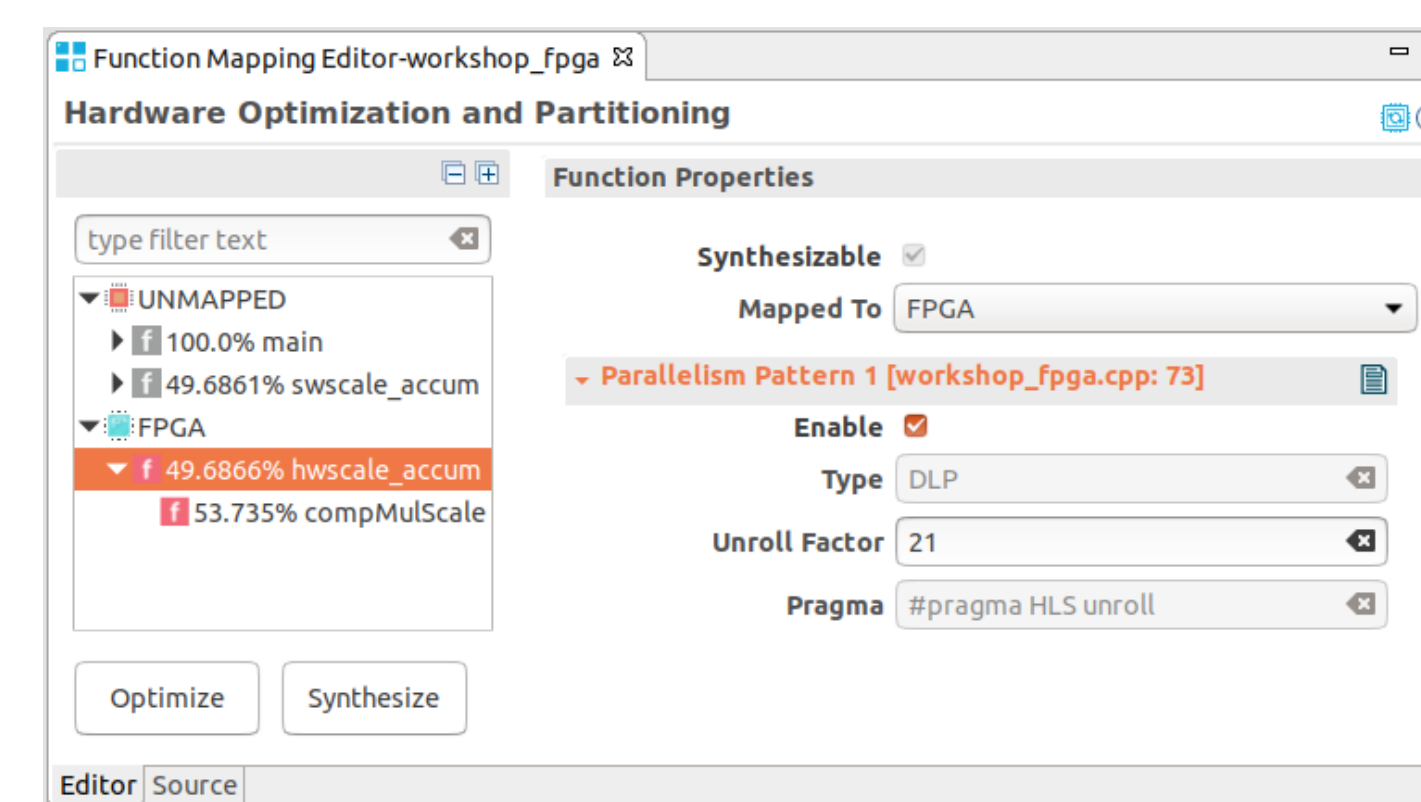 Function Mapping Editor-workshop_fpga
Hardware Optimization and Partitioning
Function Properties
type filter text
UNMAPPED
f 100.0% main
f 49.6861% swscale_accum
FPGA
f 49.6866% hwscale_accum
f 53.735% compMulScale
Optimize
Synthesize
Synthesizable
Mapped To FPGA
Parallelism Pattern 1 [workshop_fpga.cpp: 73]
Enable
Type DLP
Unroll Factor 21
Pragma #pragma HLS unroll
Editor Source